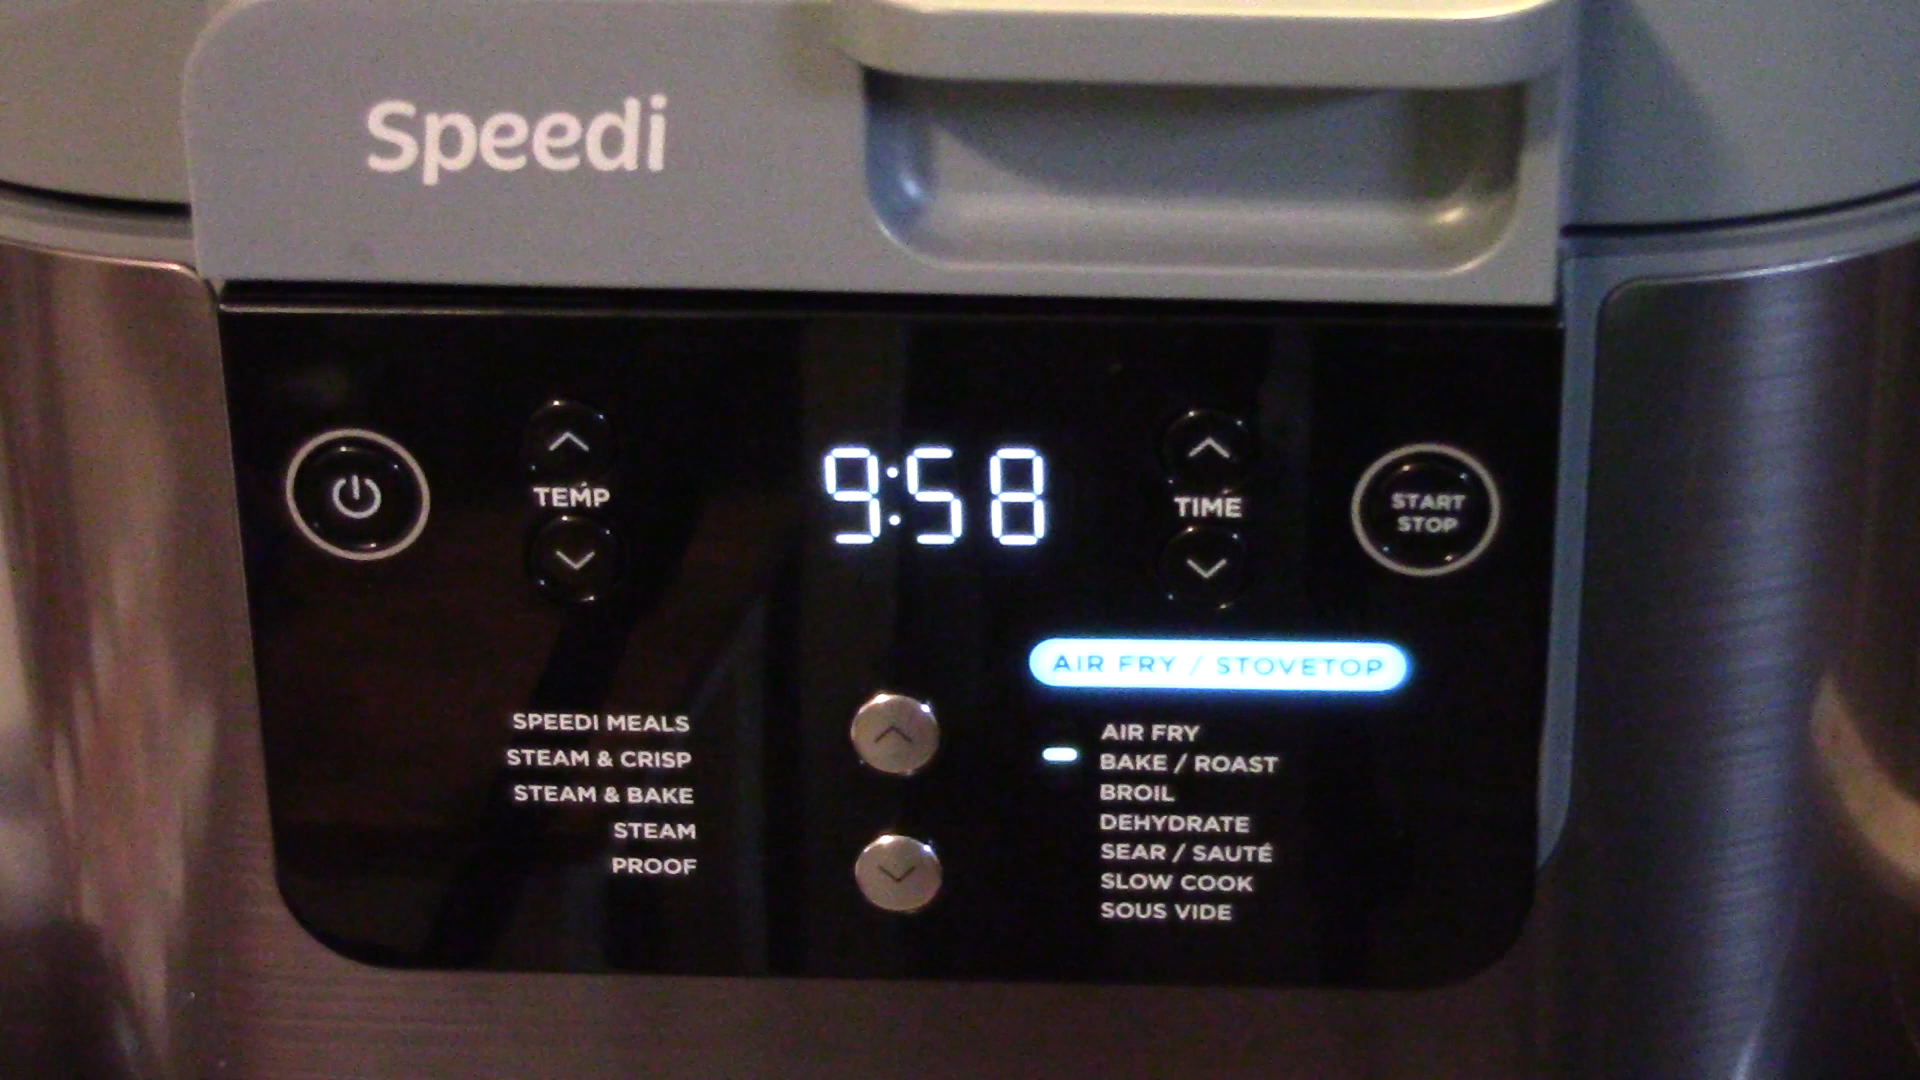 Speedi
TEMP
9:58
TIME
START
STOP
AIR FRY / STOVETOP
SPEEDI MEALS
STEAM & CRISP
STEAM & BAKE
STEAM
PROOF
AIR FRY
BAKE / ROAST
BROIL
DEHYDRATE
SEAR / SAUTÉ
SLOW COOK
SOUS VIDE